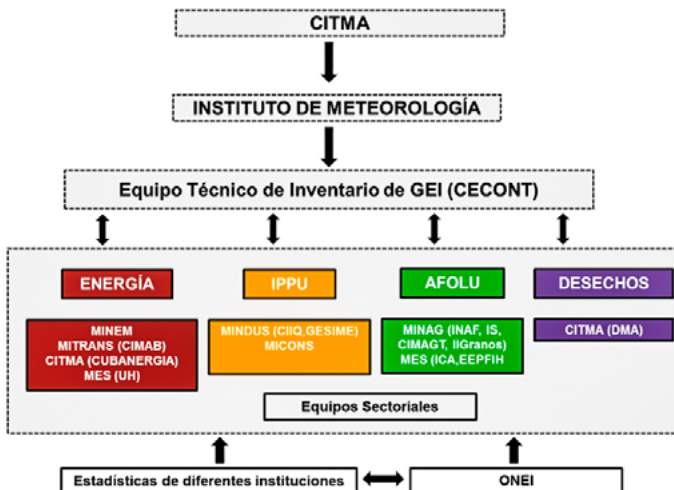 CITMA
INSTITUTO DE METEOROLOGÍA
Equipo Técnico de Inventario de GEI (CECONT)
ENERGÍA
IPPU
AFOLU
DESECHOS
MINEM
MITRANS (CIMAB)
CITMA (CUBANERGIA)
MES (UH)
MINDUS (CIIQ,GESIME)
MICONS
MINAG (INAF, IS,
CIMAGT, IIGranos)
MES (ICA,EEPFIH
CITMA (DMA)
Equipos Sectoriales
Estadísticas de diferentes instituciones
ONEI